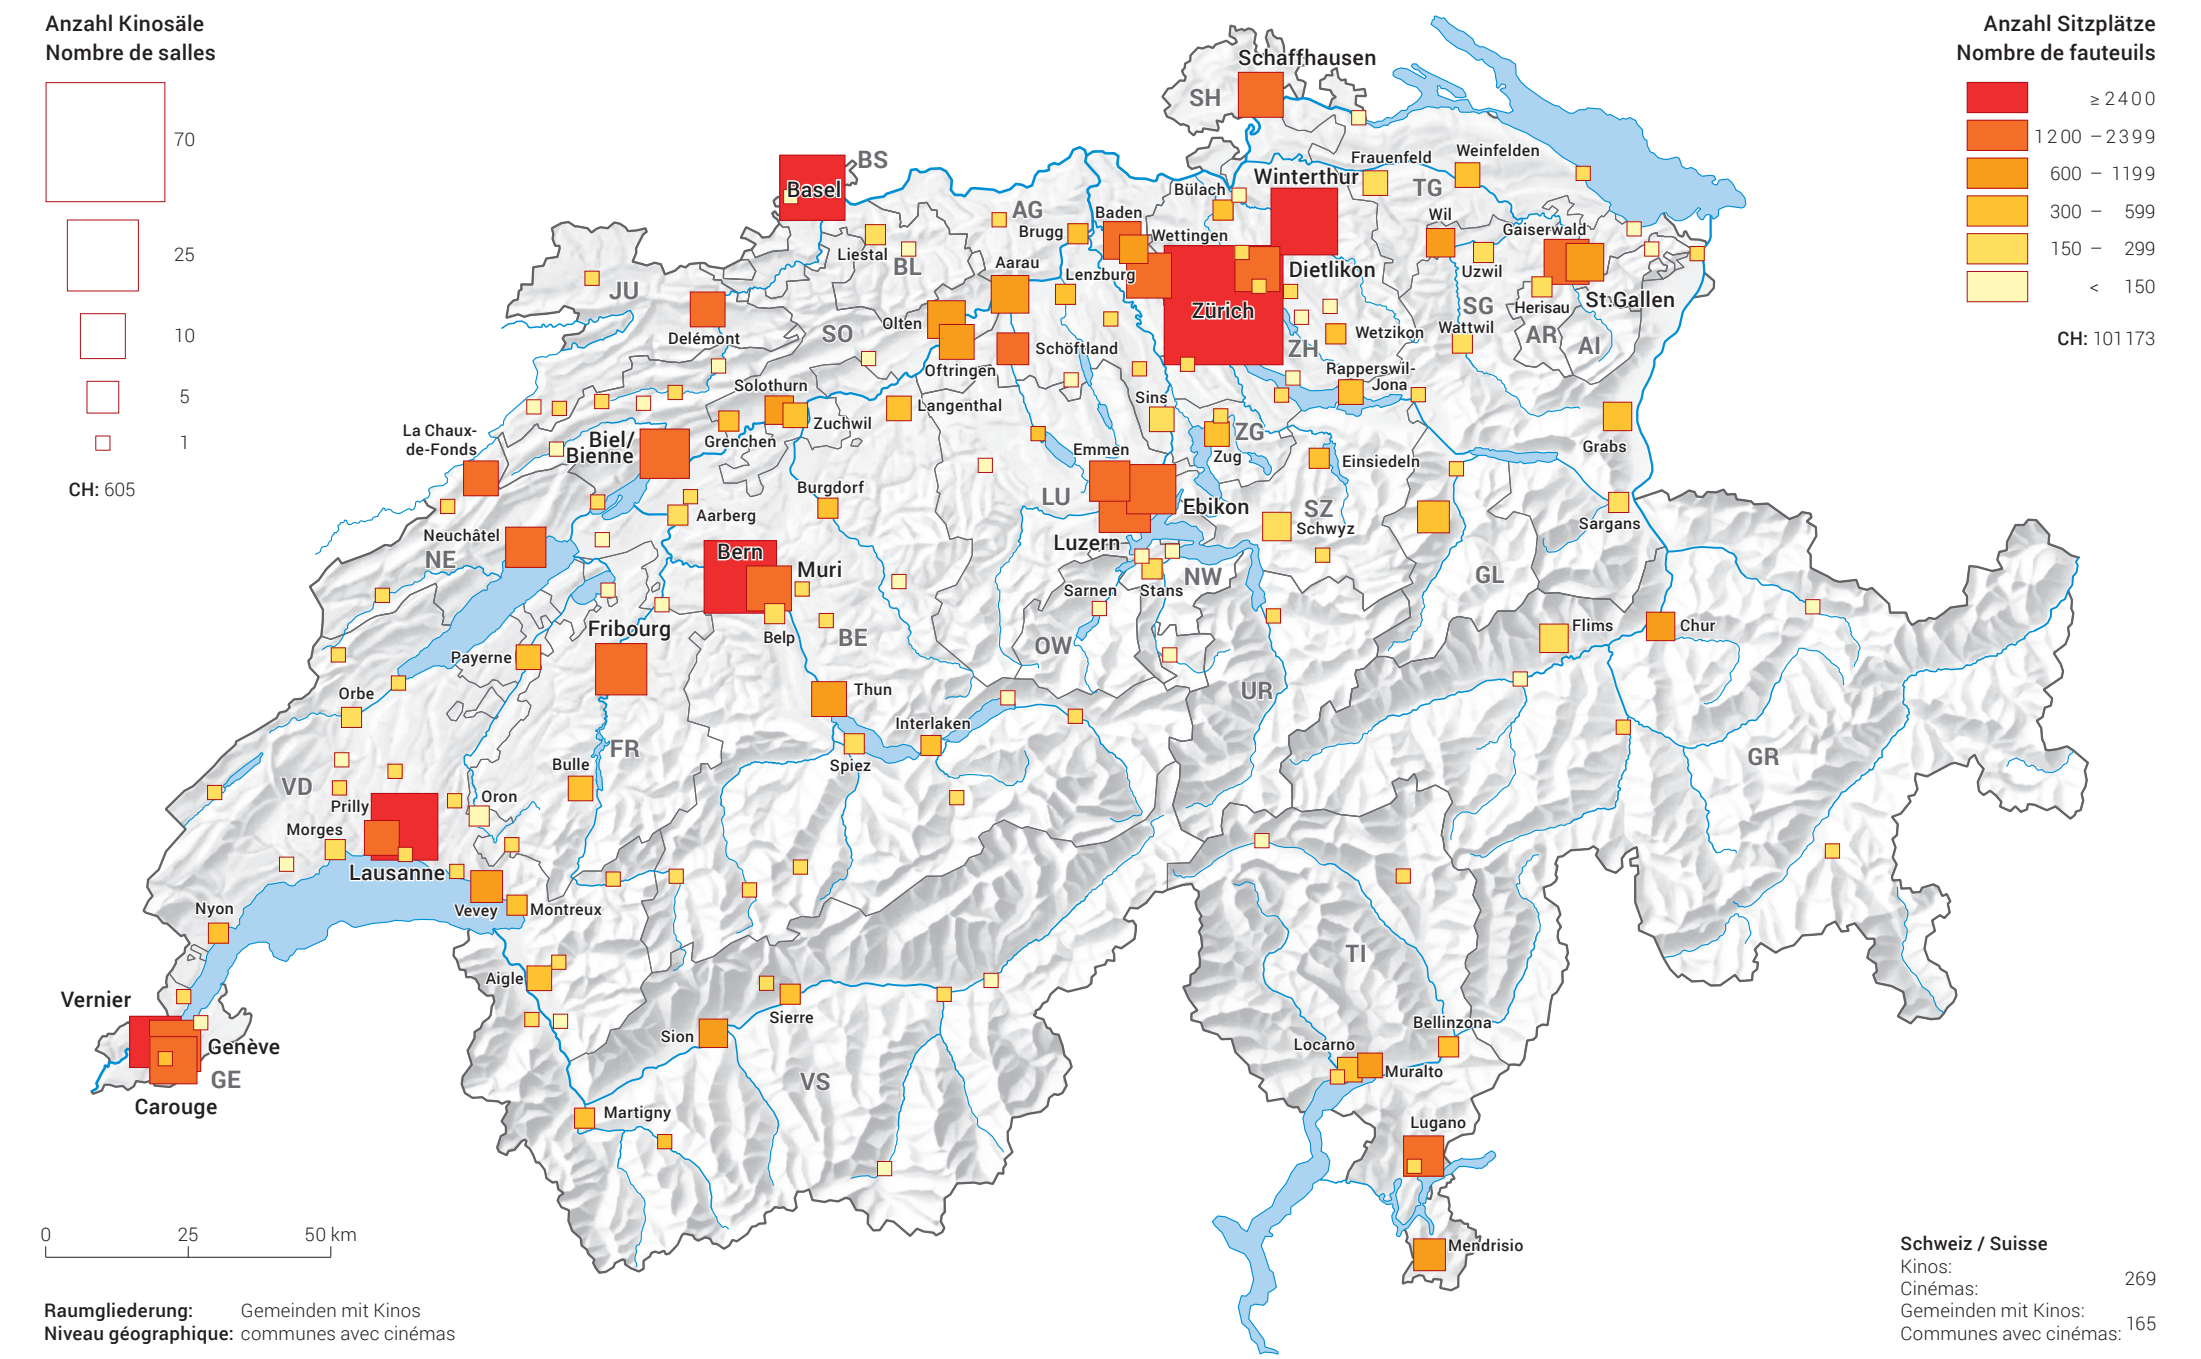 Anzahl Kinosäle
Nombre de salles
70
25
10
5
1
CH: 605
Anzahl Sitzplätze
Nombre de fauteuils
≥ 2400
1200 – 2399
600 – 1199
300 – 599
150 – 299
< 150
CH: 101173
Schaffhausen
SH
BS
Basel
Winterthur
Frauenfeld
Weinfelden
TG
Bülach
Baden
AG
Brugg
Wettingen
Wil
Gaiserwald
Liestal
BL
Aarau
Lenzburg
Dietlikon
Uzwil
JU
Zürich
SG
Herisau
St.Gallen
Delémont
SO
Olten
Schöftland
ZH
Wetzikon
Wattwil
AR
AI
Oftringen
Rapperswil-
Jona
Solothurn
Zuchwil
Langenthal
Sins
La Chaux-
de-Fonds
Biel/
Bienne
Grenchen
ZG
Zug
Grabs
Emmen
Einsiedeln
Burgdorf
LU
Ebikon
SZ
Schwyz
Sargans
Aarberg
Neuchâtel
NE
Bern
Muri
Luzern
NW
GL
Sarnen
Stans
Belp
BE
OW
Flims
Chur
Fribourg
Payerne
Orbe
Thun
UR
Interlaken
FR
Spiez
GR
Bulle
VD
Prilly
Oron
Morges
Lausanne
Nyon
Vevey
Montreux
TI
Aigle
Vernier
Sierre
Sion
Genève
GE
Carouge
VS
Bellinzona
Locarno
Muralto
Martigny
Lugano
Mendrisio
0 25 50 km
Raumgliederung: Gemeinden mit Kinos
Niveau géographique: communes avec cinémas
Schweiz / Suisse
Kinos:
Cinémas: 269
Gemeinden mit Kinos:
Communes avec cinémas: 165